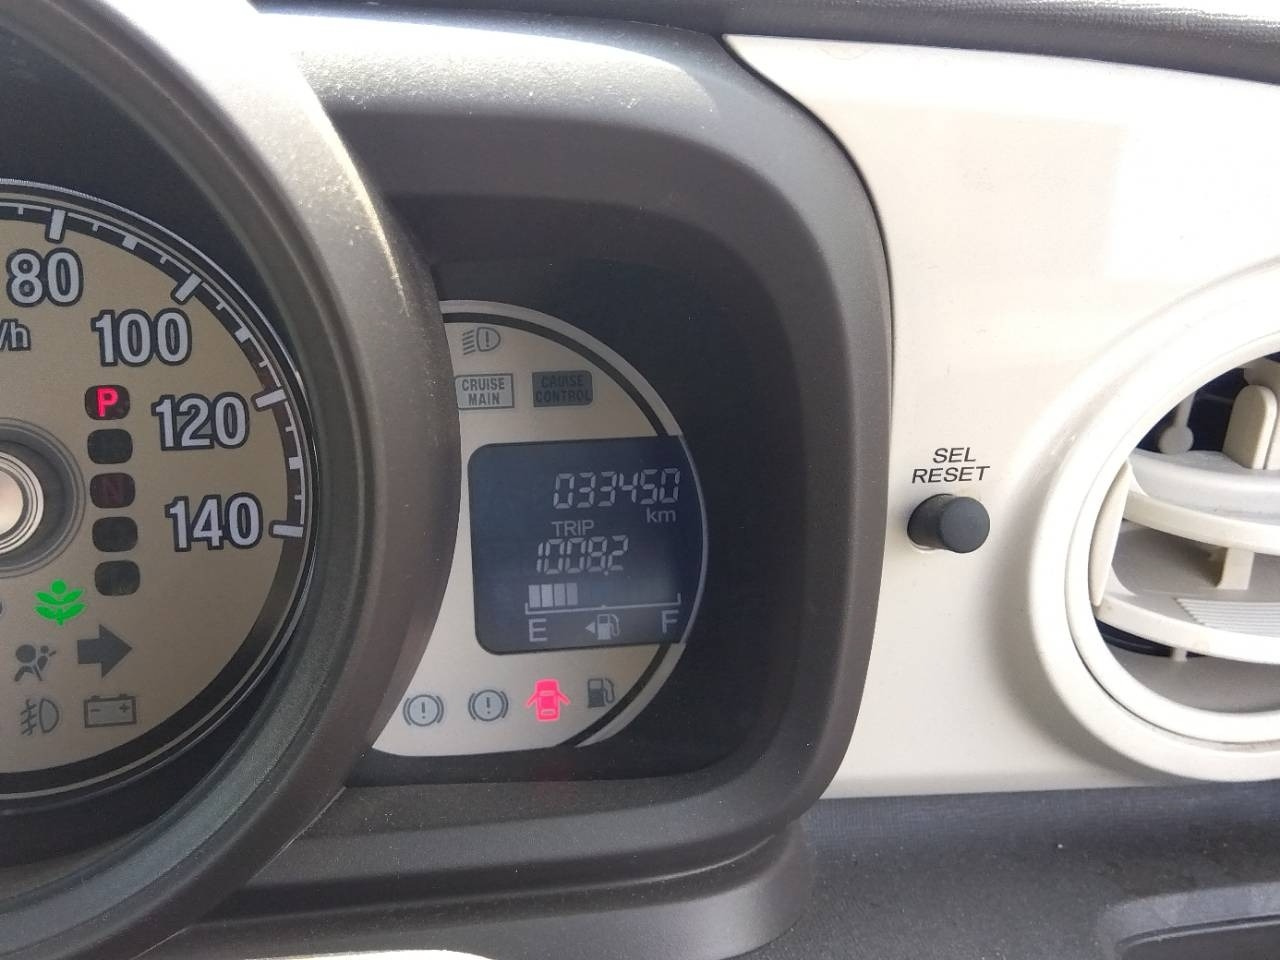 80
/h
100
P
120
N
140
CRUISE
MAIN
CRUISE
CONTROL
033450
km
TRIP
1008.2
E
F
SEL
RESET